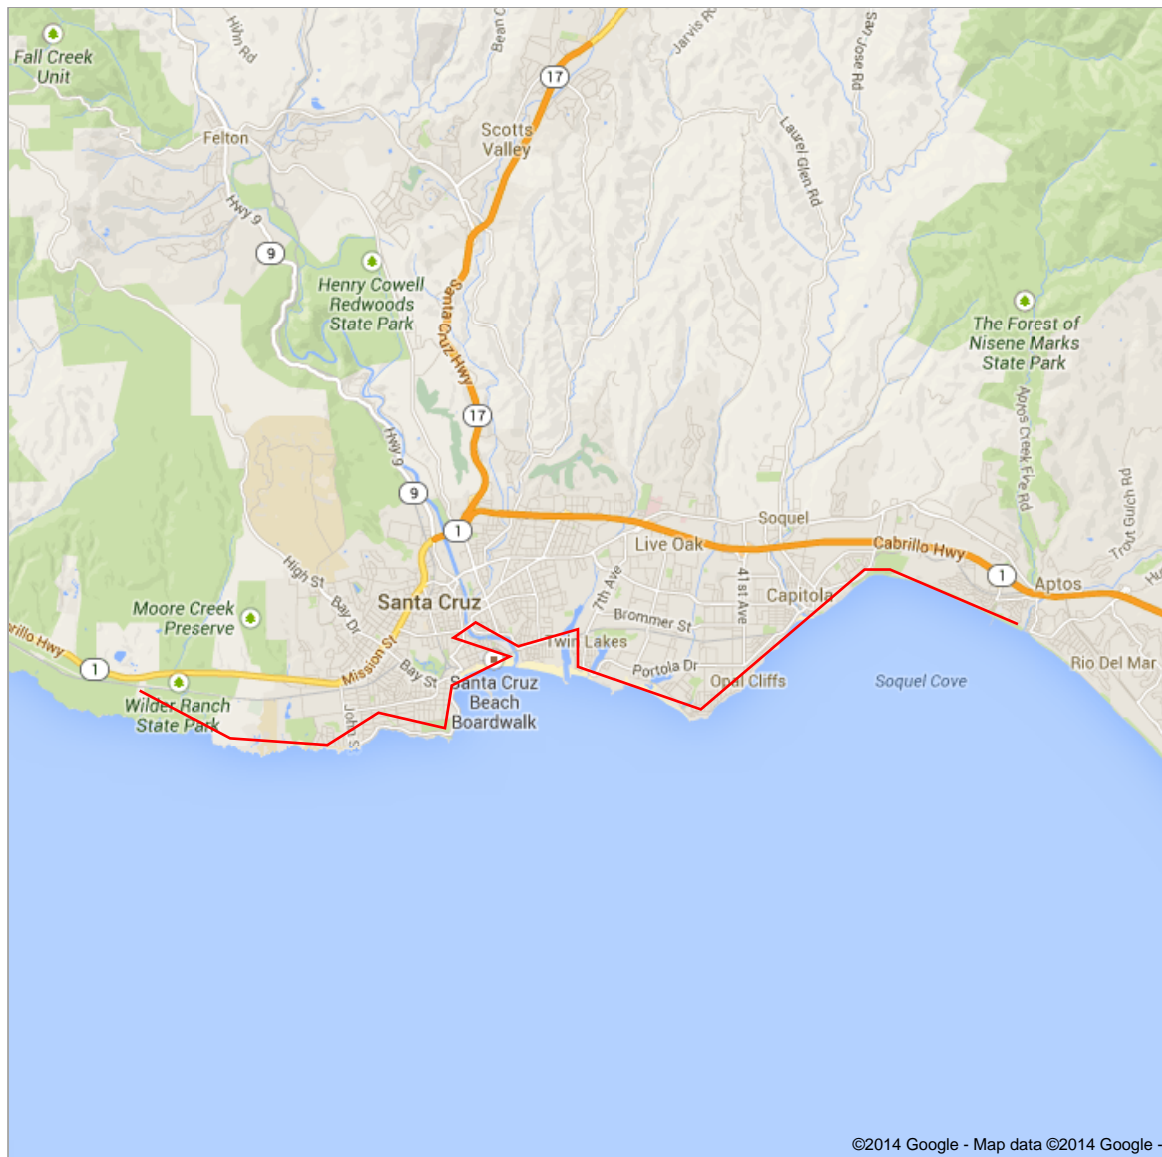 Fall Creek
Unit
Hihn Rd
Bean C
Jarvis Rd
San Jose Rd
17
Felton
Scotts
Valley
Laurel Glen Rd
Hwy 9
9
Henry Cowell
Redwoods
State Park
Santa Cruz Hwy
The Forest of
Nisene Marks
State Park
17
Aptos Creek Fire Rd
Hwy 9
9
Trout Gulch Rd
1
Soquel
Live Oak
Cabrillo Hwy
1
Aptos
High St
Bay Dr
Santa Cruz
7th Ave
41st Ave
Capitola
Moore Creek
Preserve
Brommer St
brillo Hwy
1
Mission St
Twin Lakes
Bay St
Portola Dr
Rio Del Mar
Wilder Ranch
State Park
Santa Cruz
Beach
Boardwalk
Opal Cliffs
Soquel Cove
©2014 Google - Map data ©2014 Google -